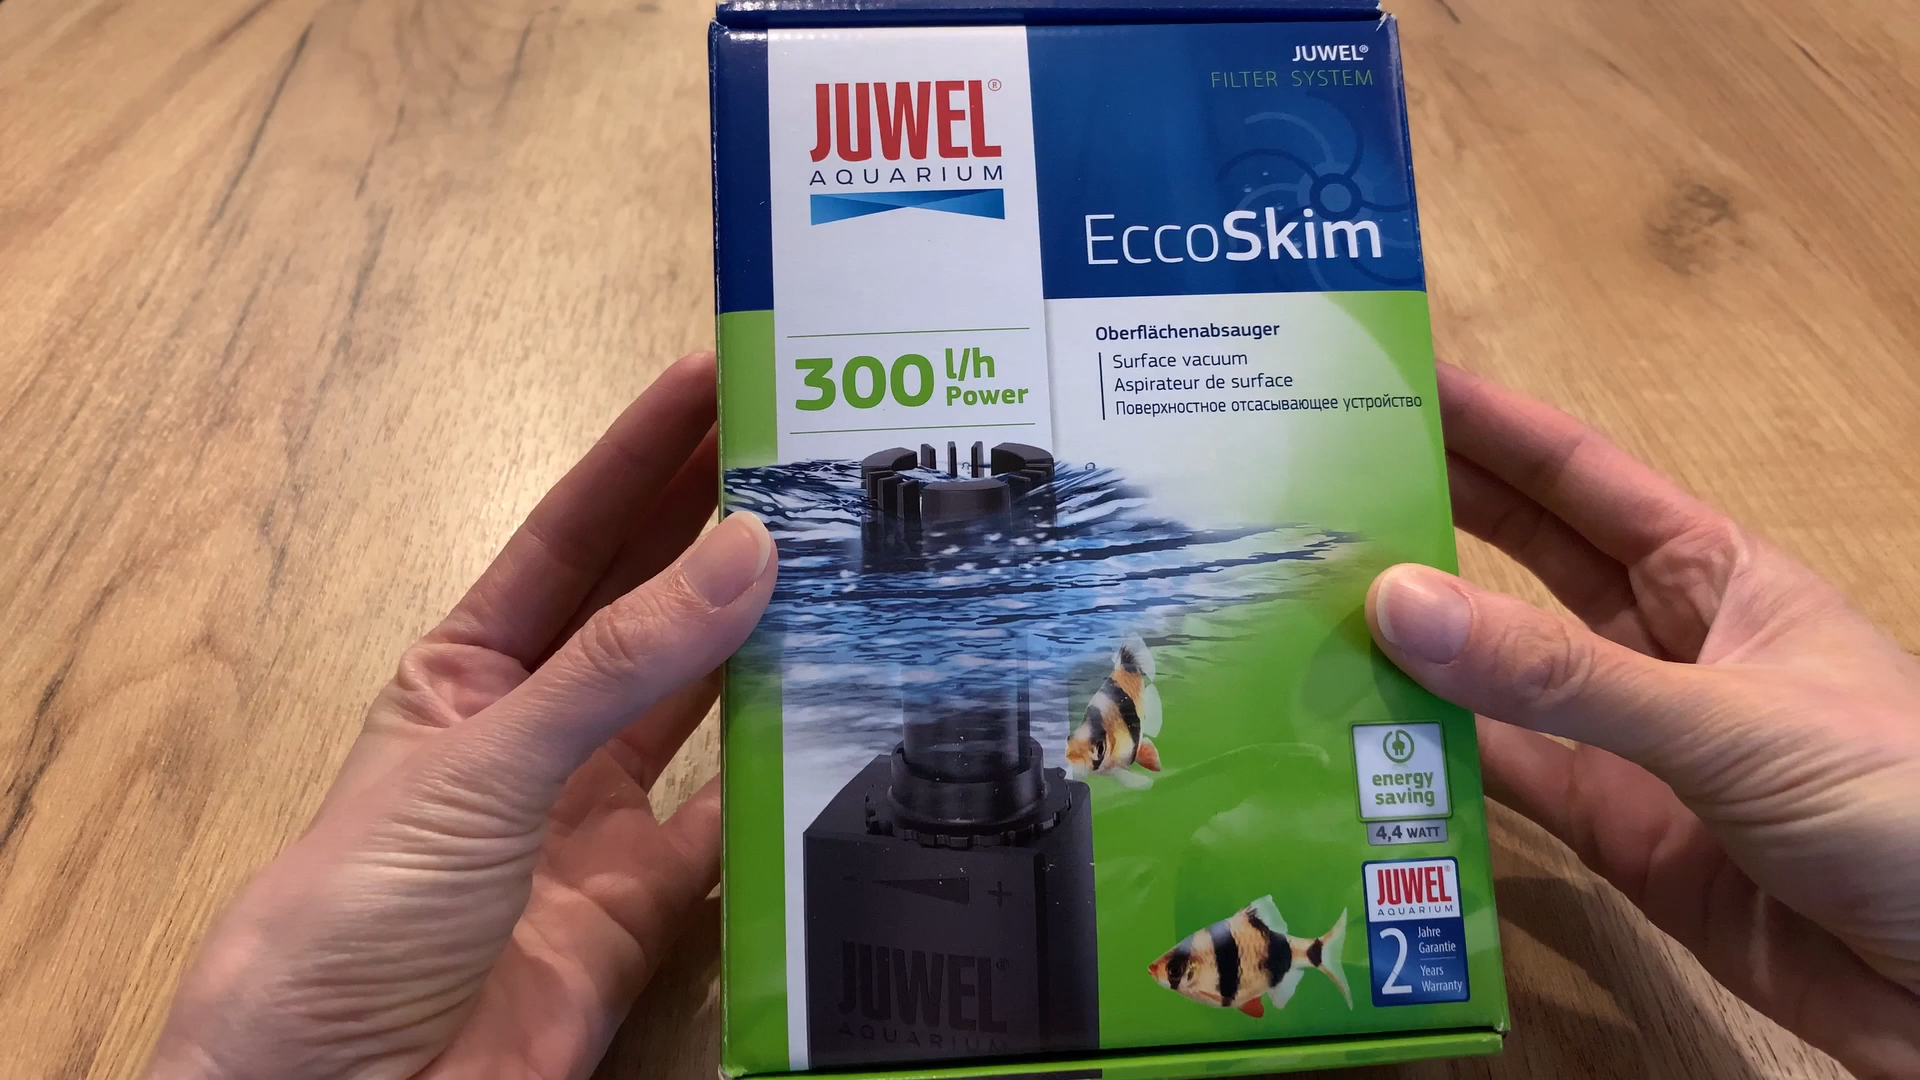 JUWEL®
AQUARIUM
JUWEL®
FILTER SYSTEM
EccoSkim
300 l/h
Power
Oberflächenabsauger
Surface vacuum
Aspirateur de surface
Поверхностное отсасывающее устройство
energy
saving
4,4 WATT
- +
JUWEL®
AQUARIUM
JUWEL
AQUARIUM
2
Jahre
Garantie
Years
Warranty